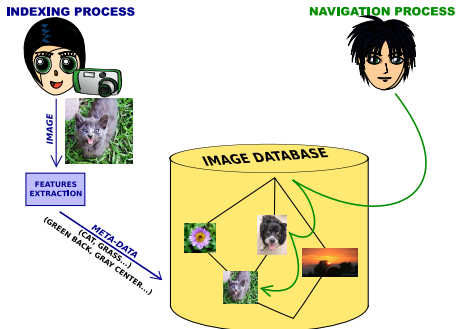 INDEXING PROCESS
NAVIGATION PROCESS
IMAGE
IMAGE DATABASE
FEATURES
EXTRACTION
META-DATA
(CAT, GRASS...)
(GREEN BACK, GRAY CENTER...)